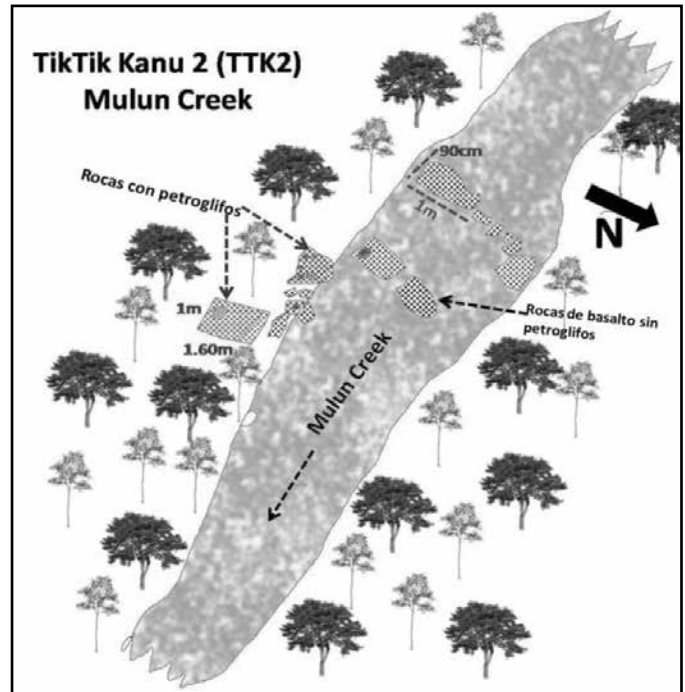 TikTik Kanu 2 (TTK2)
Mulun Creek
90cm
Rocas con petroglifos
1m
N
1m
1.60m
Rocas de basalto sin
petroglifos
Mulun Creek